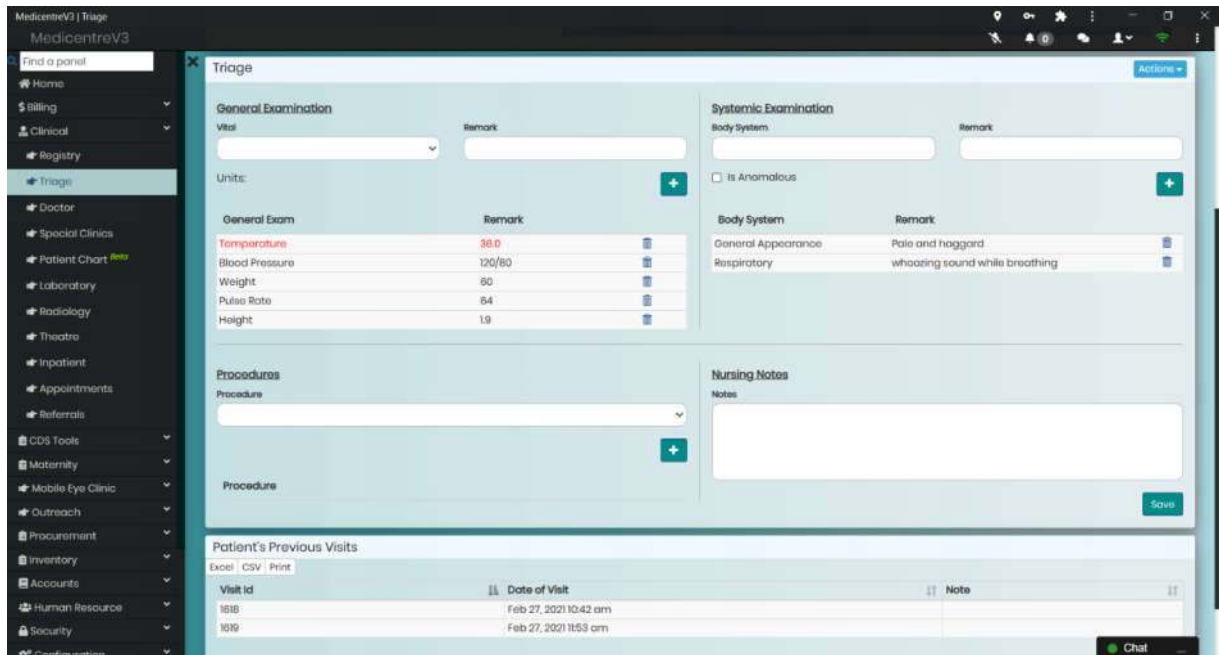 MedicentreV3 | Triage
MedicentreV3
0
Find a panel
Home
$ Billing
Clinical
Registry
Triage
Doctor
Special Clinics
Patient Chart Beta
Laboratory
Radiology
Theatre
Inpatient
Appointments
Referrals
CDS Tools
Maternity
Mobile Eye Clinic
Outreach
Procurement
Inventory
Accounts
Human Resource
Security
Configuration
Triage
Actions
General Examination
Vital Remark
Units:
General Exam Remark
Temperature 36.0
Blood Pressure 120/80
Weight 60
Pulse Rate 64
Height 1.9
Systemic Examination
Body System Remark
Is Anomalous
Body System Remark
General Appearance Pale and haggard
Respiratory wheezing sound while breathing
Procedures
Procedure
Procedure
Nursing Notes
Notes
Save
Patient's Previous Visits
Excel CSV Print
Visit Id Date of Visit Note
1618 Feb 27, 2021 10:42 am
1619 Feb 27, 2021 11:53 am
Chat